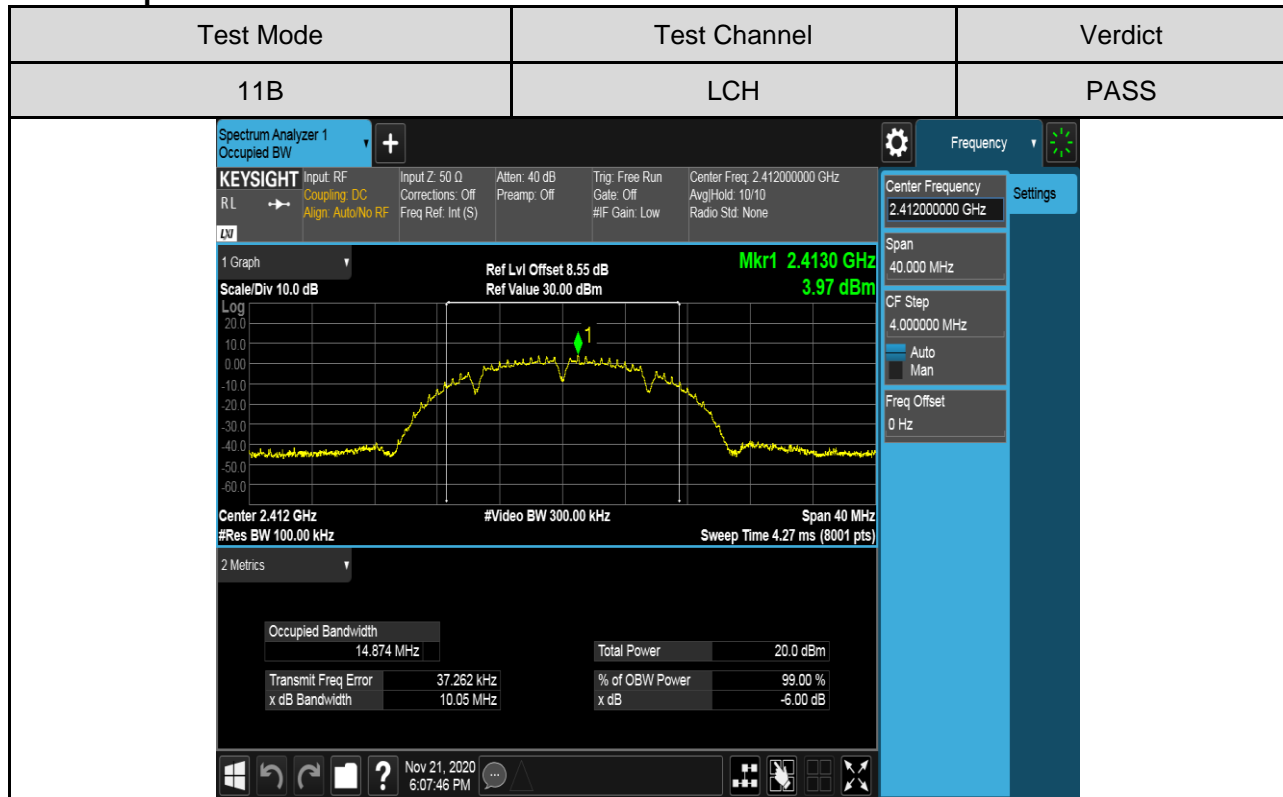 Test Mode Test Channel Verdict
11B LCH PASS
Spectrum Analyzer 1
Occupied BW
Frequency
KEYSIGHT Input: RF Input Z: 50 Ω Atten: 40 dB Trig: Free Run Center Freq: 2.412000000 GHz
RL Coupling: DC Corrections: Off Preamp: Off Gate: Off Avg|Hold: 10/10
Align: Auto/No RF Freq Ref: Int (S) #IF Gain: Low Radio Std: None
LXI
Center Frequency
2.412000000 GHz
Settings
Span
40.000 MHz
CF Step
4.000000 MHz
Auto
Man
Freq Offset
0 Hz
1 Graph Ref Lvl Offset 8.55 dB Mkr1 2.4130 GHz
Scale/Div 10.0 dB Ref Value 30.00 dBm 3.97 dBm
Log
20.0
10.0
1
0.00
-10.0
-20.0
-30.0
-40.0
-50.0
-60.0
Center 2.412 GHz #Video BW 300.00 kHz Span 40 MHz
#Res BW 100.00 kHz Sweep Time 4.27 ms (8001 pts)
2 Metrics
Occupied Bandwidth
14.874 MHz Total Power 20.0 dBm
Transmit Freq Error 37.262 kHz % of OBW Power 99.00 %
x dB Bandwidth 10.05 MHz x dB -6.00 dB
? Nov 21, 2020
6:07:46 PM